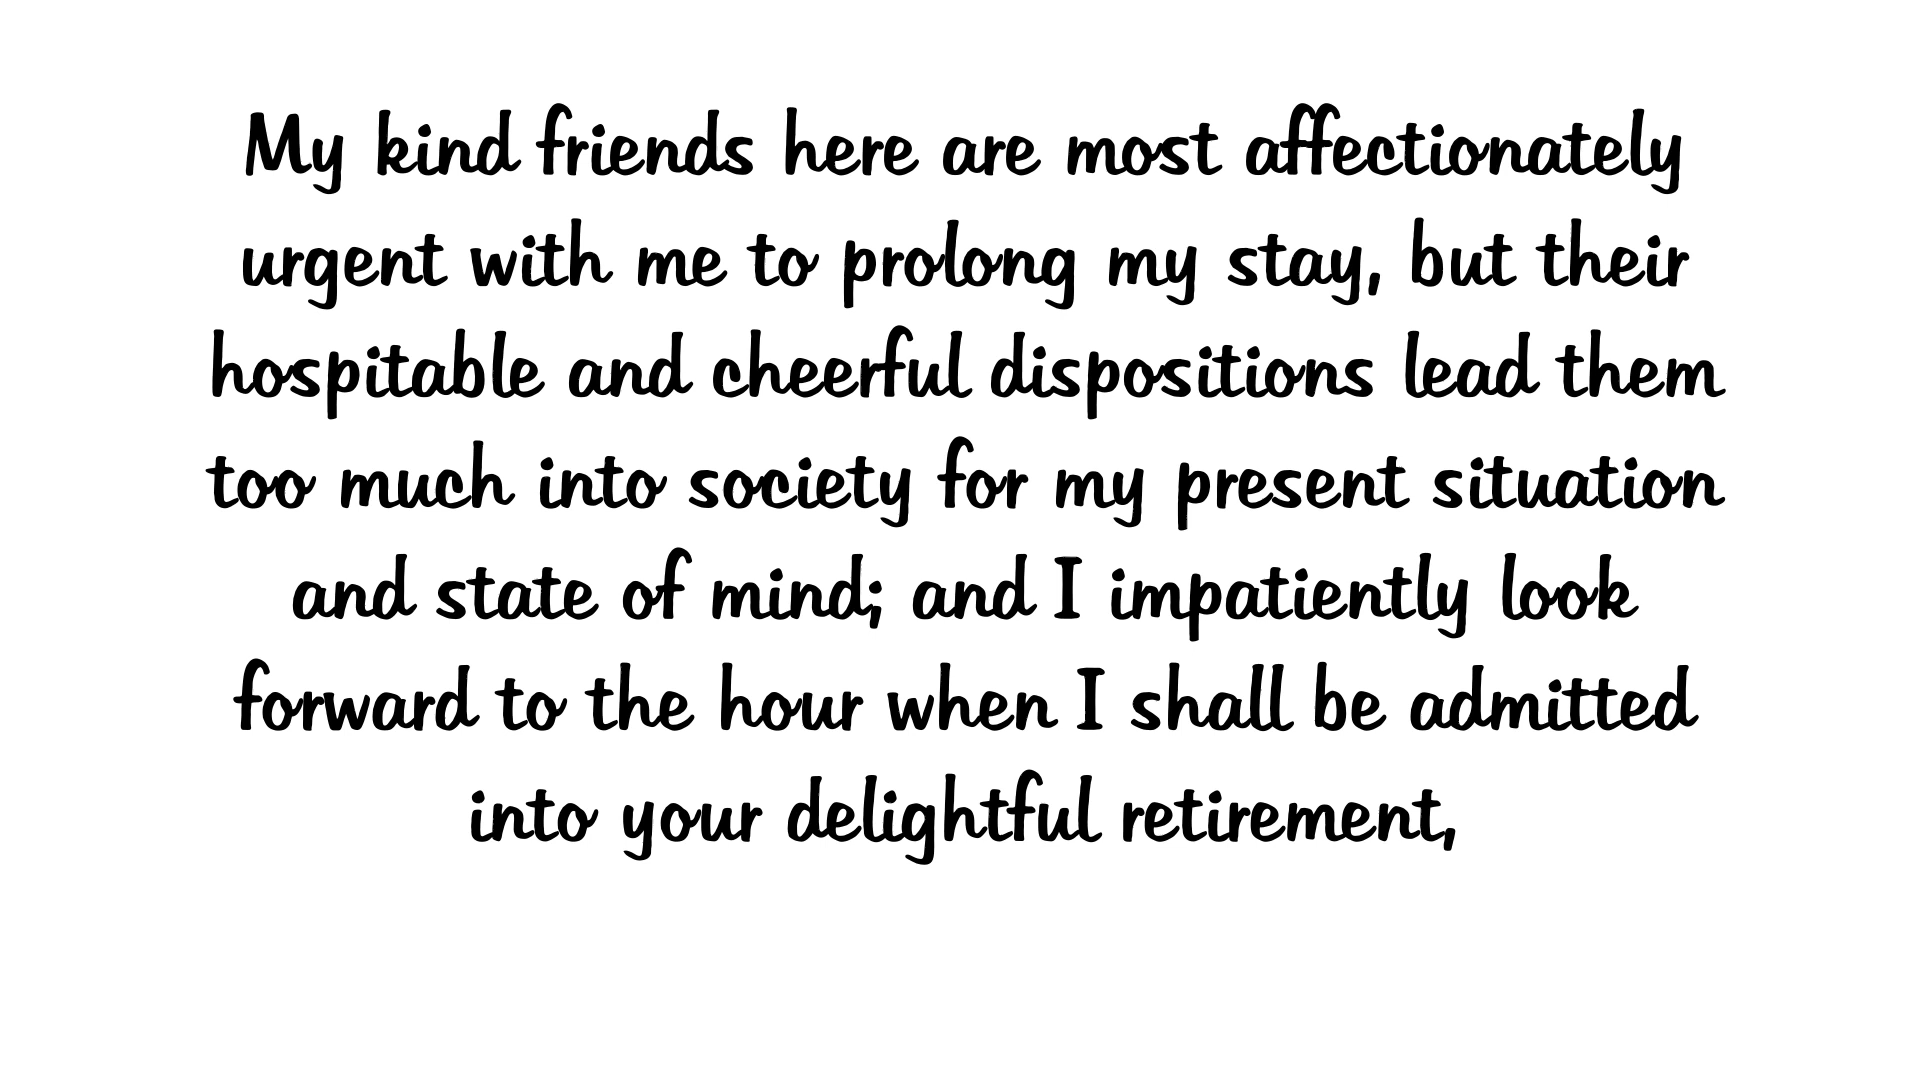 My kind friends here are most affectionately
urgent with me to prolong my stay, but their
hospitable and cheerful dispositions lead them
too much into society for my present situation
and state of mind; and I impatiently look
forward to the hour when I shall be admitted
into your delightful retirement,